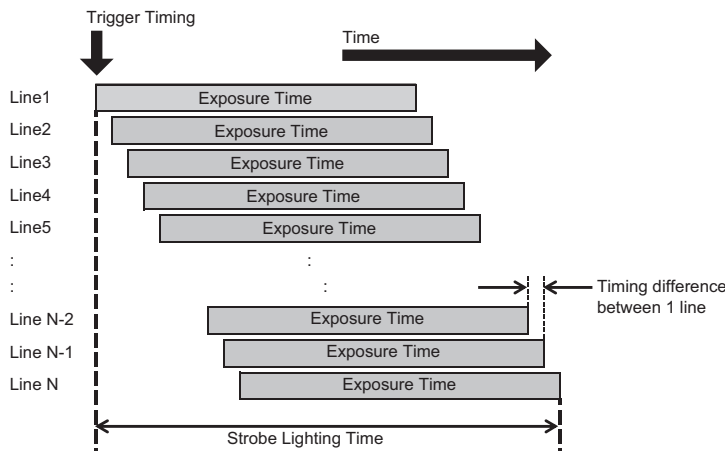 Trigger Timing
Time
Line1 Exposure Time
Line2 Exposure Time
Line3 Exposure Time
Line4 Exposure Time
Line5 Exposure Time
: :
: :
Timing difference
between 1 line
Line N-2 Exposure Time
Line N-1 Exposure Time
Line N Exposure Time
Strobe Lighting Time